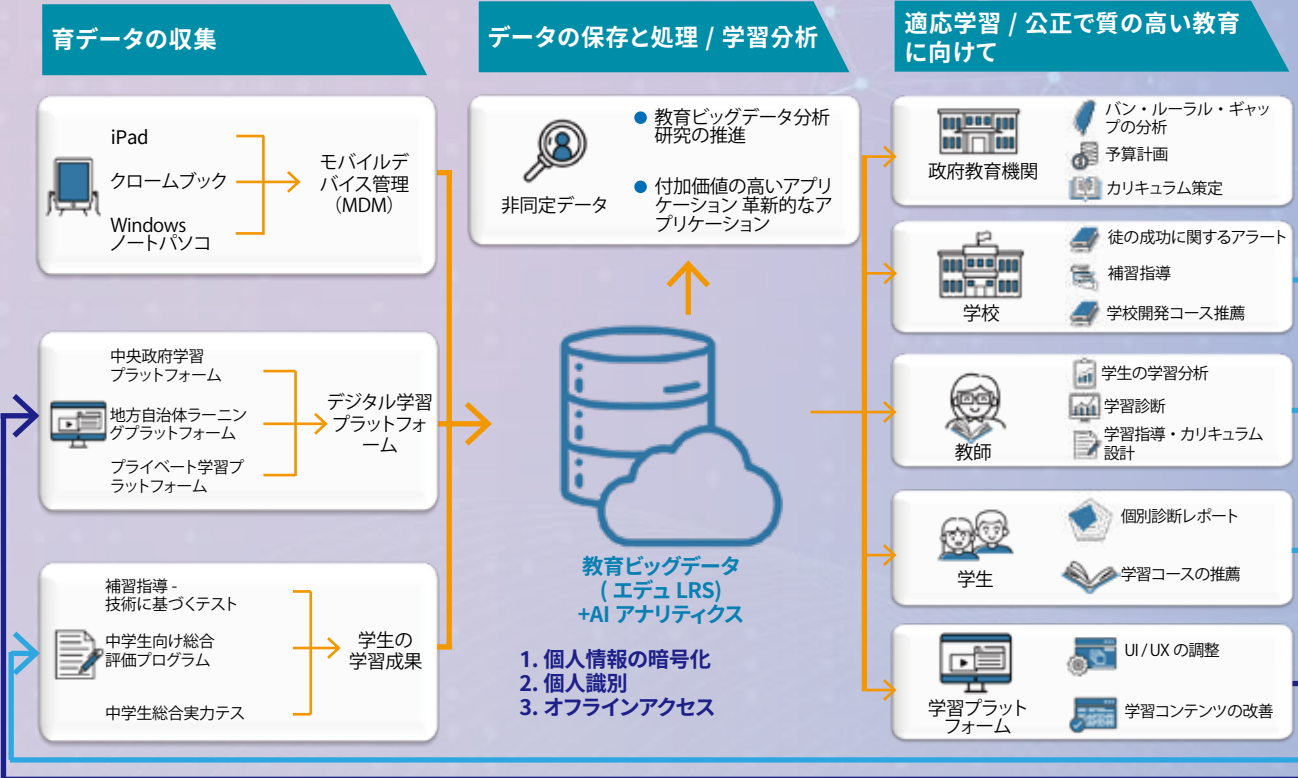 育データの収集
iPad
クロームブック
Windows
ノートパソコ
モバイルデ
バイス管理
（MDM）
中央政府学習
プラットフォーム
地方自治体ラーニン
グプラットフォーム
プライベート学習プ
ラットフォーム
デジタル学習
プラットフォ
ーム
補習指導 -
技術に基づくテスト
中学生向け総合
評価プログラム
中学生総合実力テス
学生の
学習成果
データの保存と処理 / 学習分析
非同定データ
● 教育ビッグデータ分析
研究の推進
● 付加価値の高いアプリ
ケーション 革新的なア
プリケーション
教育ビッグデータ
( エデュ LRS)
+AI アナリティクス
1. 個人情報の暗号化
2. 個人識別
3. オフラインアクセス
適応学習 / 公正で質の高い教育
に向けて
政府教育機関
バン・ルーラル・ギャッ
プの分析
予算計画
カリキュラム策定
学校
徒の成功に関するアラート
補習指導
学校開発コース推薦
教師
学生の学習分析
学習診断
学習指導・カリキュラム
設計
学生
個別診断レポート
学習コースの推薦
学習プラット
フォーム
UI / UX の調整
学習コンテンツの改善